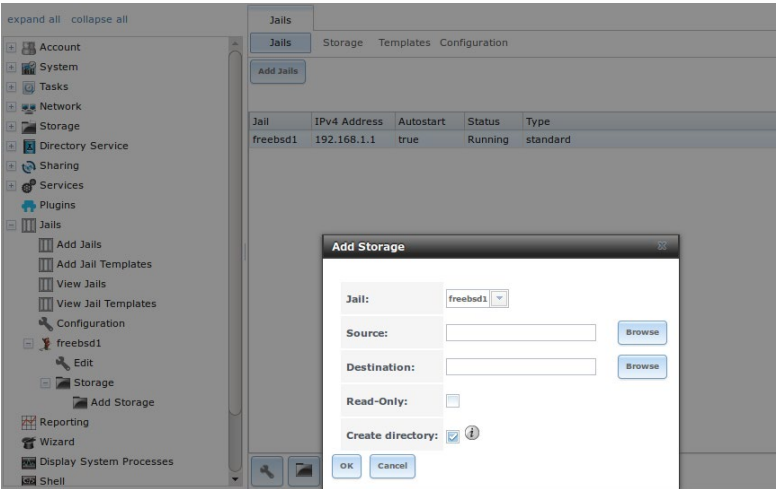 expand all collapse all
Account
System
Tasks
Network
Storage
Directory Service
Sharing
Services
Plugins
Jails
Add Jails
Add Jail Templates
View Jails
View Jail Templates
Configuration
freebsd1
Edit
Storage
Add Storage
Reporting
Wizard
Display System Processes
Shell
Jails
Jails Storage Templates Configuration
Add Jails
Jail IPv4 Address Autostart Status Type
freebsd1 192.168.1.1 true Running standard
Add Storage
Jail: freebsd1
Source: Browse
Destination: Browse
Read-Only:
Create directory:
OK Cancel